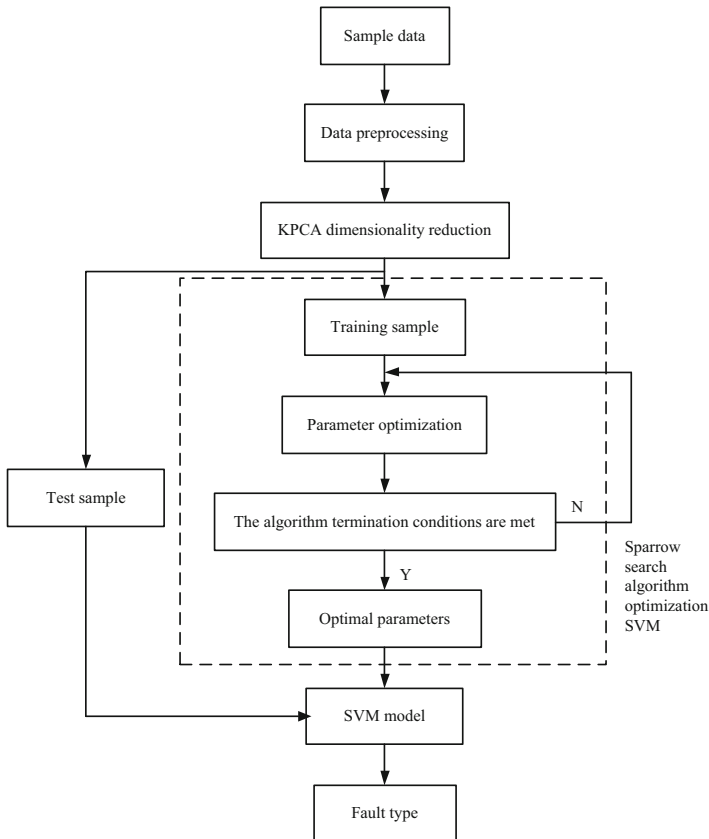 Sample data
Data preprocessing
KPCA dimensionality reduction
Training sample
Parameter optimization
Test sample
The algorithm termination conditions are met
N
Sparrow
search
algorithm
optimization
SVM
Y
Optimal parameters
SVM model
Fault type